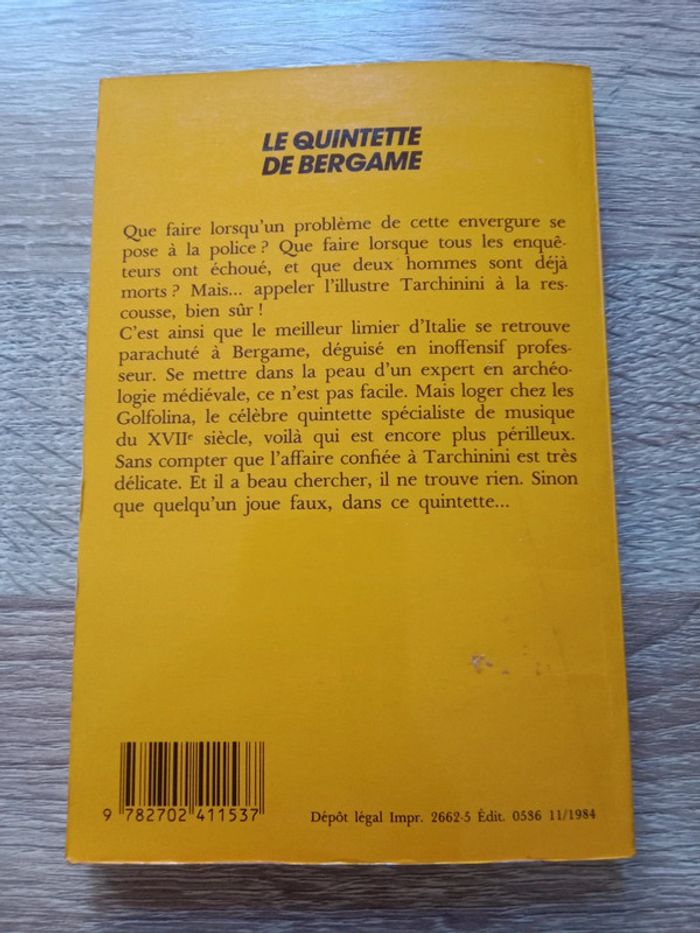 LE QUINTETTE
DE BERGAME
Que faire lorsqu'un problème de cette envergure se
pose à la police ? Que faire lorsque tous les enquê-
teurs ont échoué, et que deux hommes sont déjà
morts ? Mais... appeler l'illustre Tarchinini à la res-
cousse, bien sûr !
C'est ainsi que le meilleur limier d'Italie se retrouve
parachuté à Bergame, déguisé en inoffensif profes-
seur. Se mettre dans la peau d'un expert en archéo-
logie médiévale, ce n'est pas facile. Mais loger chez les
Golfolina, le célèbre quintette spécialiste de musique
du XVIIe siècle, voilà qui est encore plus périlleux.
Sans compter que l'affaire confiée à Tarchinini est très
délicate. Et il a beau chercher, il ne trouve rien. Sinon
que quelqu'un joue faux, dans ce quintette...
9 782702 411537
Dépôt légal Impr. 2662-5 Édit. 0536 11/1984